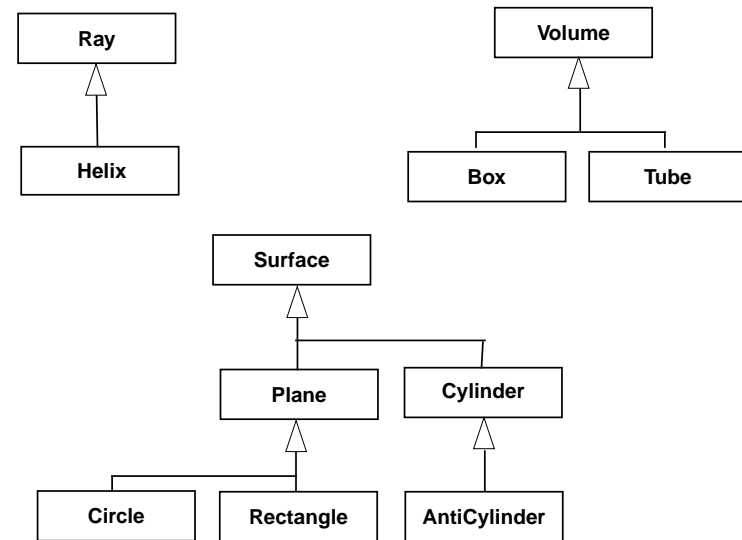 Ray
Volume
Helix
Box
Tube
Surface
Plane
Cylinder
Circle
Rectangle
AntiCylinder